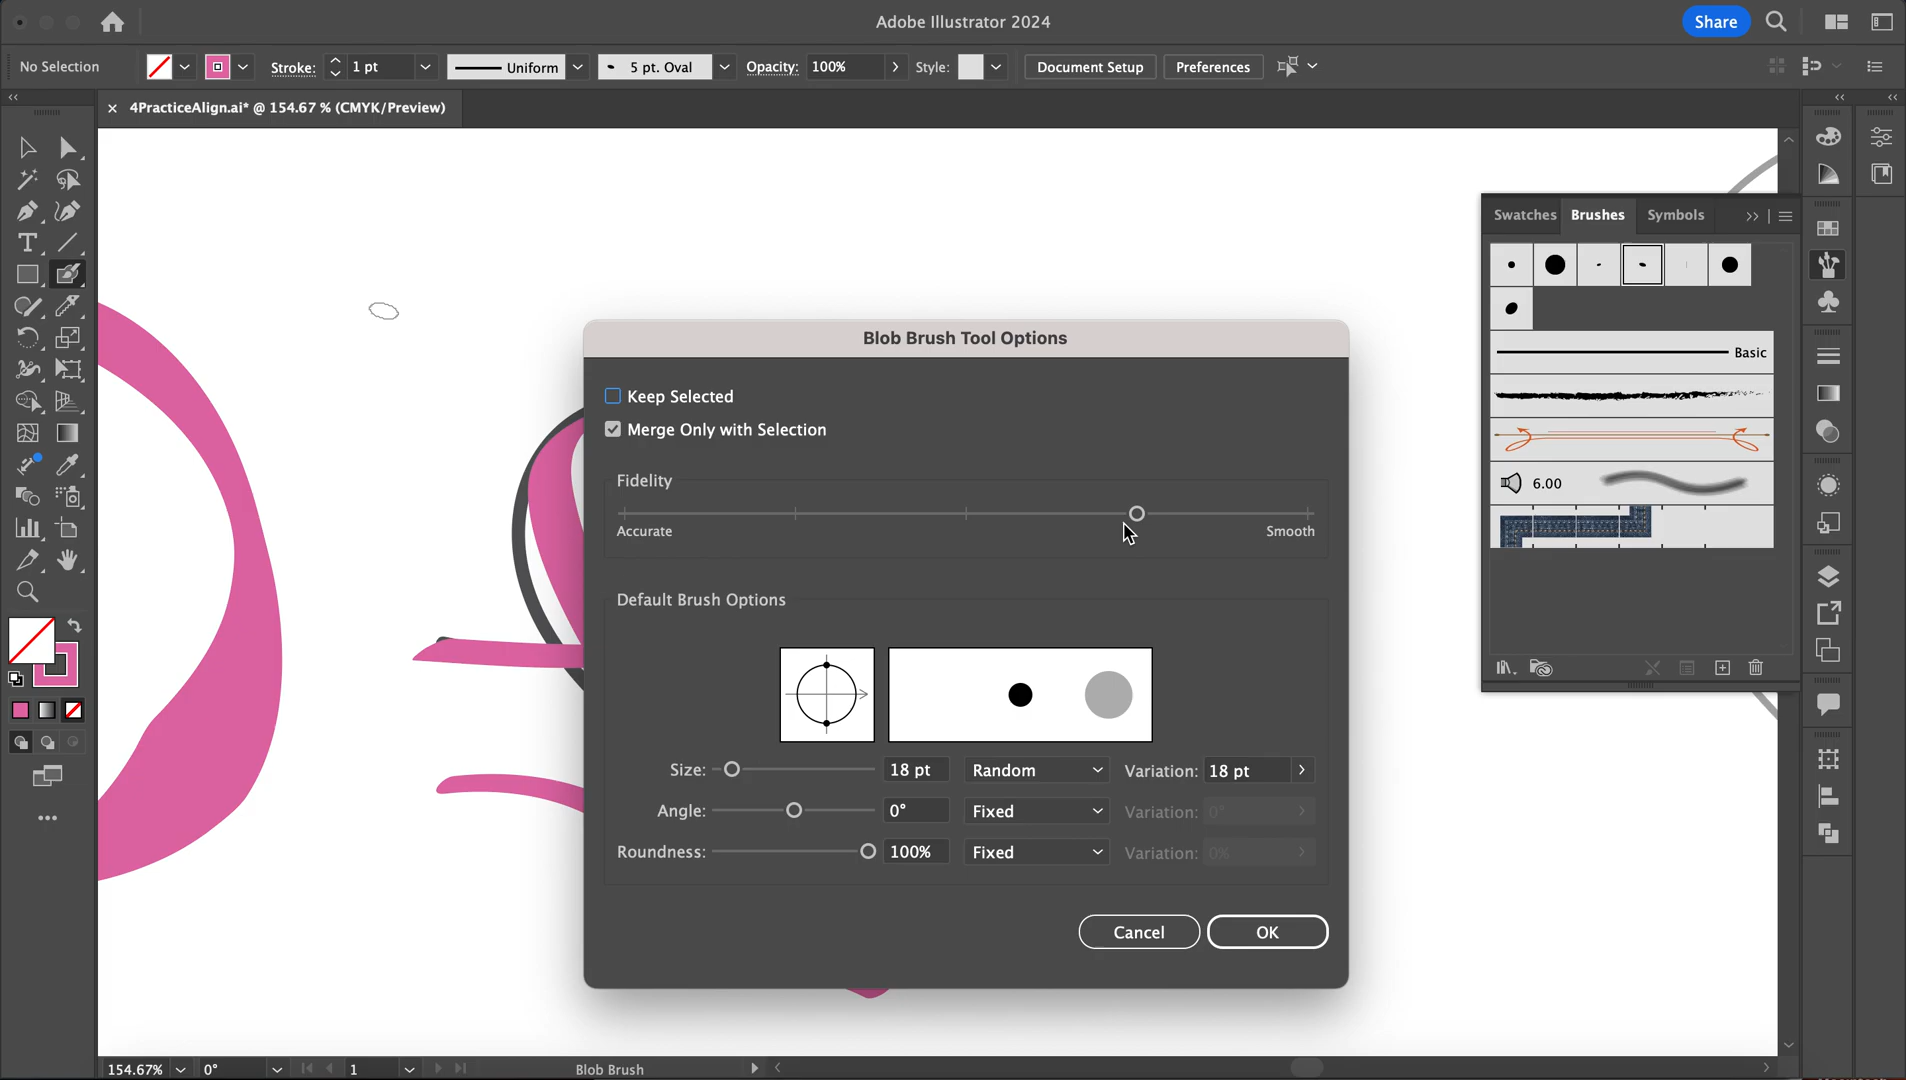 Adobe Illustrator 2024
Share
No Selection
Stroke:
1 pt
Uniform
5 pt. Oval
Opacity:
100%
Style:
Document Setup
Preferences
4PracticeAlign.ai* @ 154.67 % (CMYK/Preview)
Swatches
Brushes
Symbols
Basic
6.00
Blob Brush Tool Options
Keep Selected
Merge Only with Selection
Fidelity
Accurate
Smooth
Default Brush Options
Size:
18 pt
Random
Variation:
18 pt
Angle:
0°
Fixed
Variation:
0°
Roundness:
100%
Fixed
Variation:
0%
Cancel
OK
154.67%
0°
1
Blob Brush